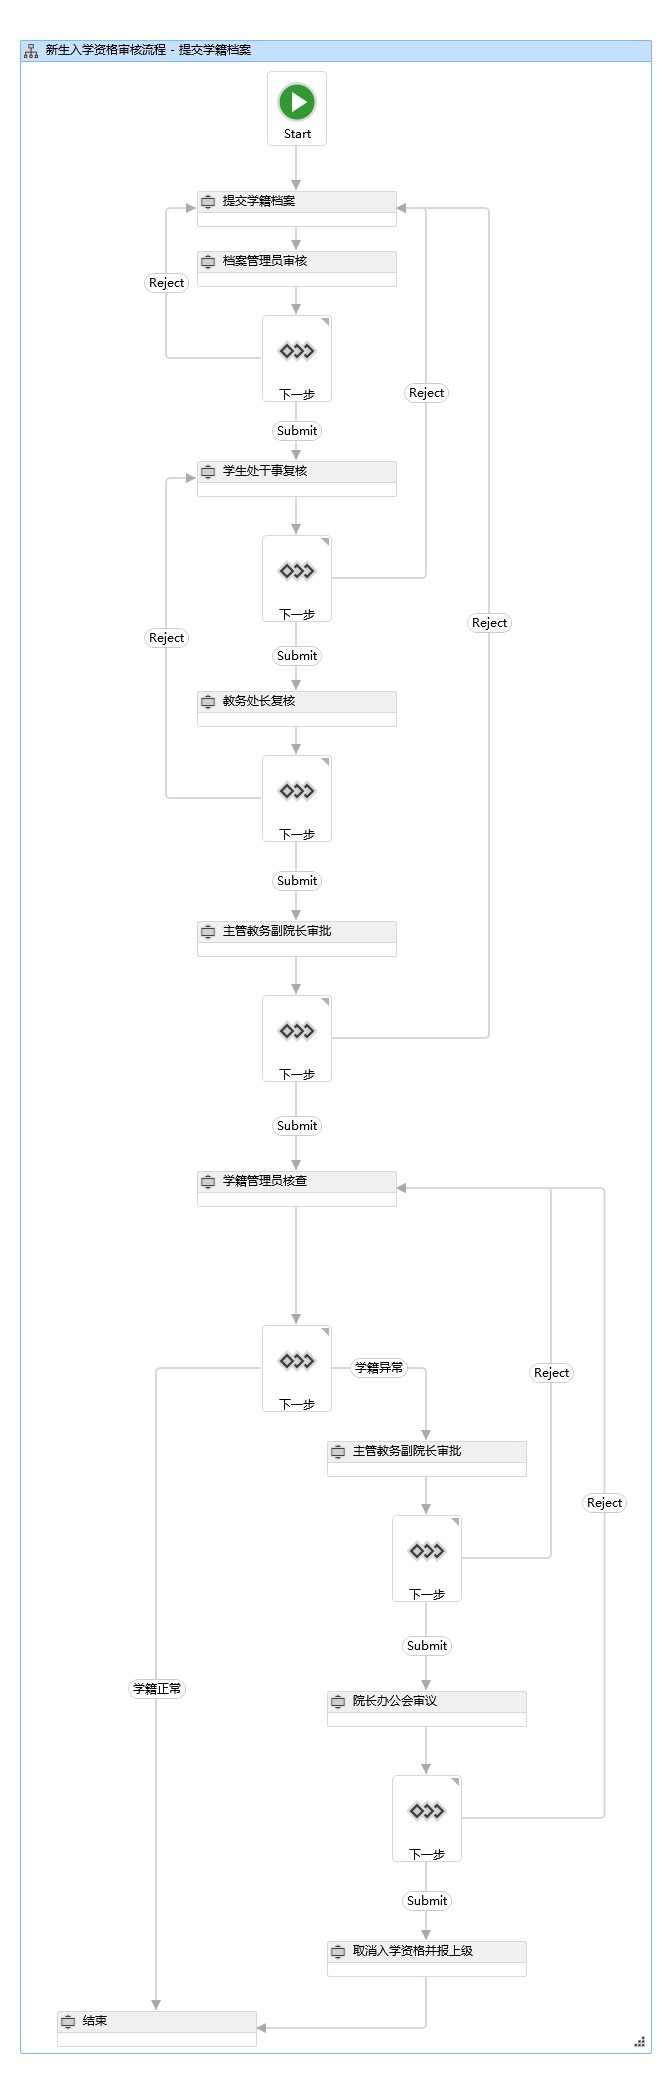 新生入学资格审核流程 - 提交学籍档案
Start
提交学籍档案
档案管理员审核
Reject
下一步
Reject
Submit
学生处干事复核
下一步
Reject
Reject
Submit
教务处长复核
下一步
Submit
主管教务副院长审批
下一步
Submit
学籍管理员核查
下一步
学籍异常
Reject
主管教务副院长审批
Reject
下一步
Submit
学籍正常
院长办公会审议
下一步
Submit
取消入学资格并报上级
结束